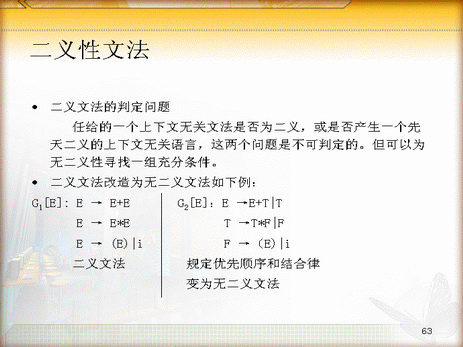 二义性文法
• 二义文法的判定问题
任给的一个上下文无关文法是否为二义，或是否产生一个先
天二义的上下文无关语言，这两个问题是不可判定的。但可以为
无二义性寻找一组充分条件。
• 二义文法改造为无二义文法如下例：
G₁[E]: E → E+E G₂[E]: E →E+T|T
E → E*E T →T*F|F
E → (E)|i F → (E)|i
二义文法 规定优先顺序和结合律
变为无二义文法
63